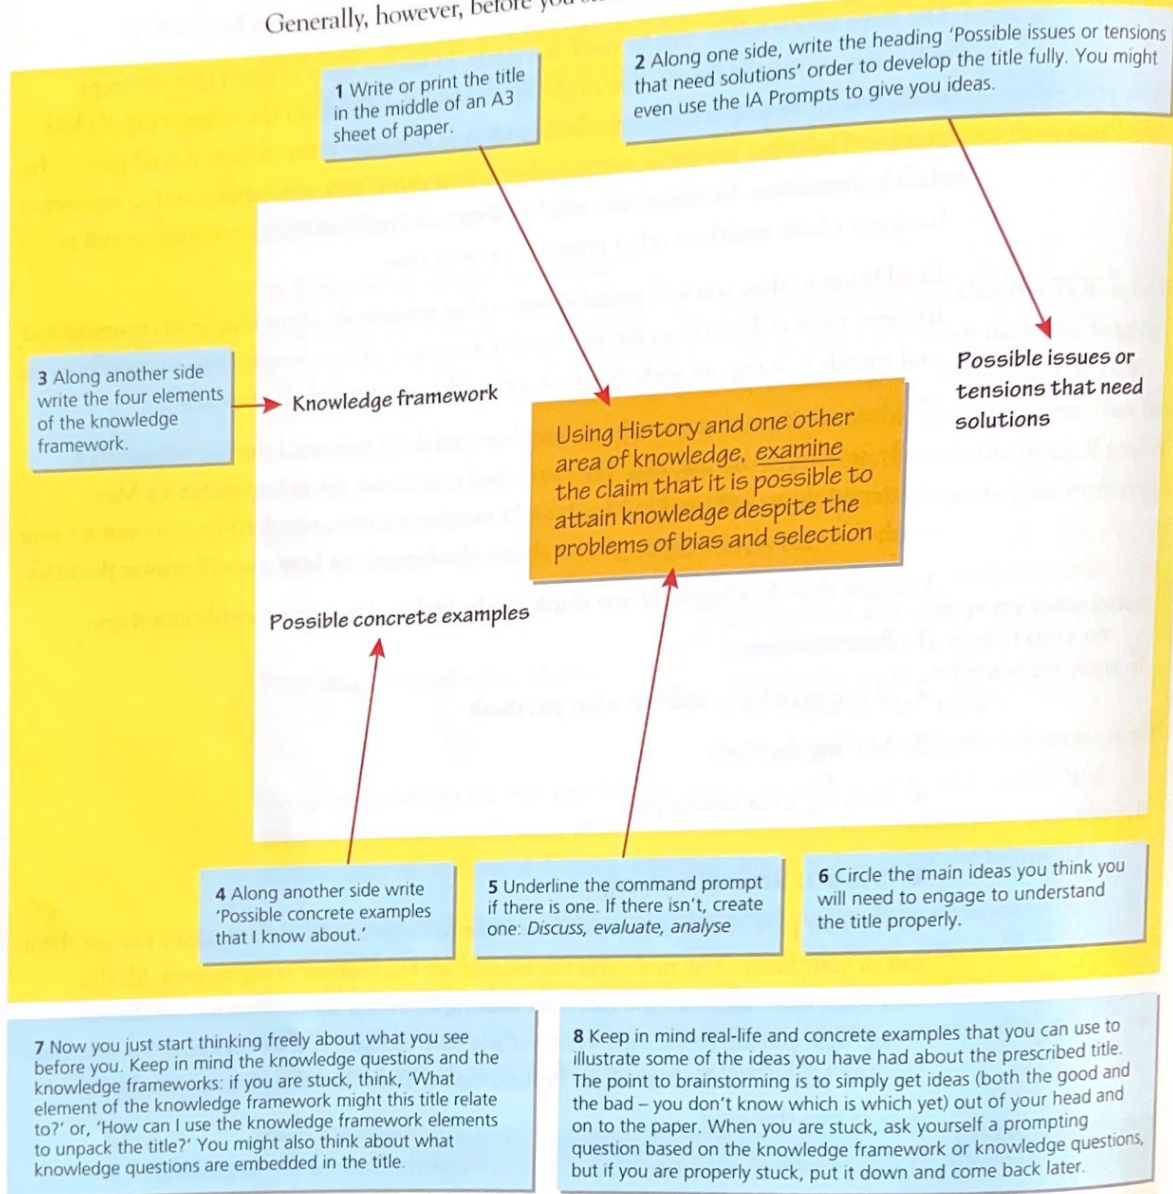 Generally, however, before you
1 Write or print the title
in the middle of an A3
sheet of paper.
2 Along one side, write the heading 'Possible issues or tensions
that need solutions' order to develop the title fully. You might
even use the IA Prompts to give you ideas.
3 Along another side
write the four elements
of the knowledge
framework.
Knowledge framework
Possible issues or
tensions that need
solutions
Using History and one other
area of knowledge, examine
the claim that it is possible to
attain knowledge despite the
problems of bias and selection
Possible concrete examples
4 Along another side write
'Possible concrete examples
that I know about.'
5 Underline the command prompt
if there is one. If there isn't, create
one: Discuss, evaluate, analyse
6 Circle the main ideas you think you
will need to engage to understand
the title properly.
7 Now you just start thinking freely about what you see
before you. Keep in mind the knowledge questions and the
knowledge frameworks: if you are stuck, think, 'What
element of the knowledge framework might this title relate
to?' or, 'How can I use the knowledge framework elements
to unpack the title?' You might also think about what
knowledge questions are embedded in the title.
8 Keep in mind real-life and concrete examples that you can use to
illustrate some of the ideas you have had about the prescribed title.
The point to brainstorming is to simply get ideas (both the good and
the bad – you don't know which is which yet) out of your head and
on to the paper. When you are stuck, ask yourself a prompting
question based on the knowledge framework or knowledge questions,
but if you are properly stuck, put it down and come back later.